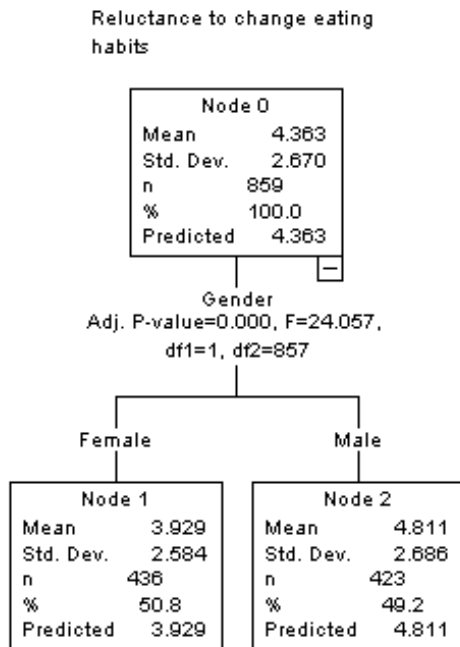 Reluctance to change eating
habits
Node 0
Mean 4.363
Std. Dev. 2.670
n 859
% 100.0
Predicted 4.363
Gender
Adj. P-value=0.000, F=24.057,
df1=1, df2=857
Female Male
Node 1
Mean 3.929
Std. Dev. 2.584
n 436
% 50.8
Predicted 3.929
Node 2
Mean 4.811
Std. Dev. 2.686
n 423
% 49.2
Predicted 4.811